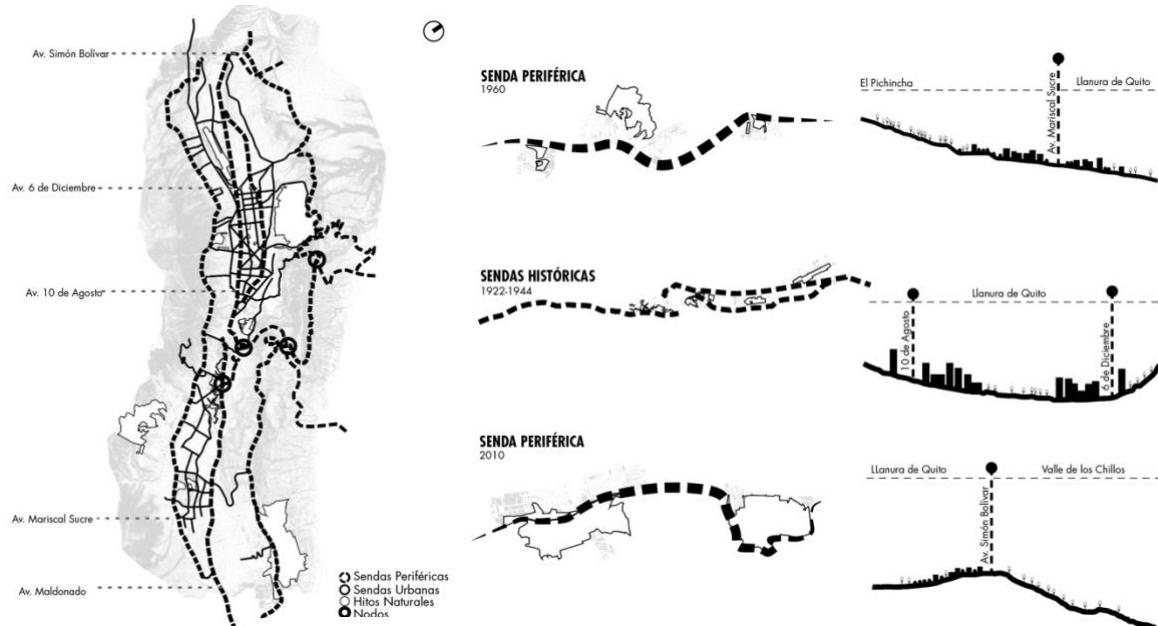 Av. Simón Bolívar
Av. 6 de Diciembre
Av. 10 de Agosto
Av. Mariscal Sucre
Av. Maldonado
Sendas Periféricas
Sendas Urbanas
Hitos Naturales
Nodos
SENDA PERIFÉRICA
1960
El Pichincha
Av. Mariscal Sucre
Llanura de Quito
SENDAS HISTÓRICAS
1922-1944
Llanura de Quito
10 de Agosto
6 de Diciembre
SENDA PERIFÉRICA
2010
LLanura de Quito
Av. Simón Bolívar
Valle de los Chillos